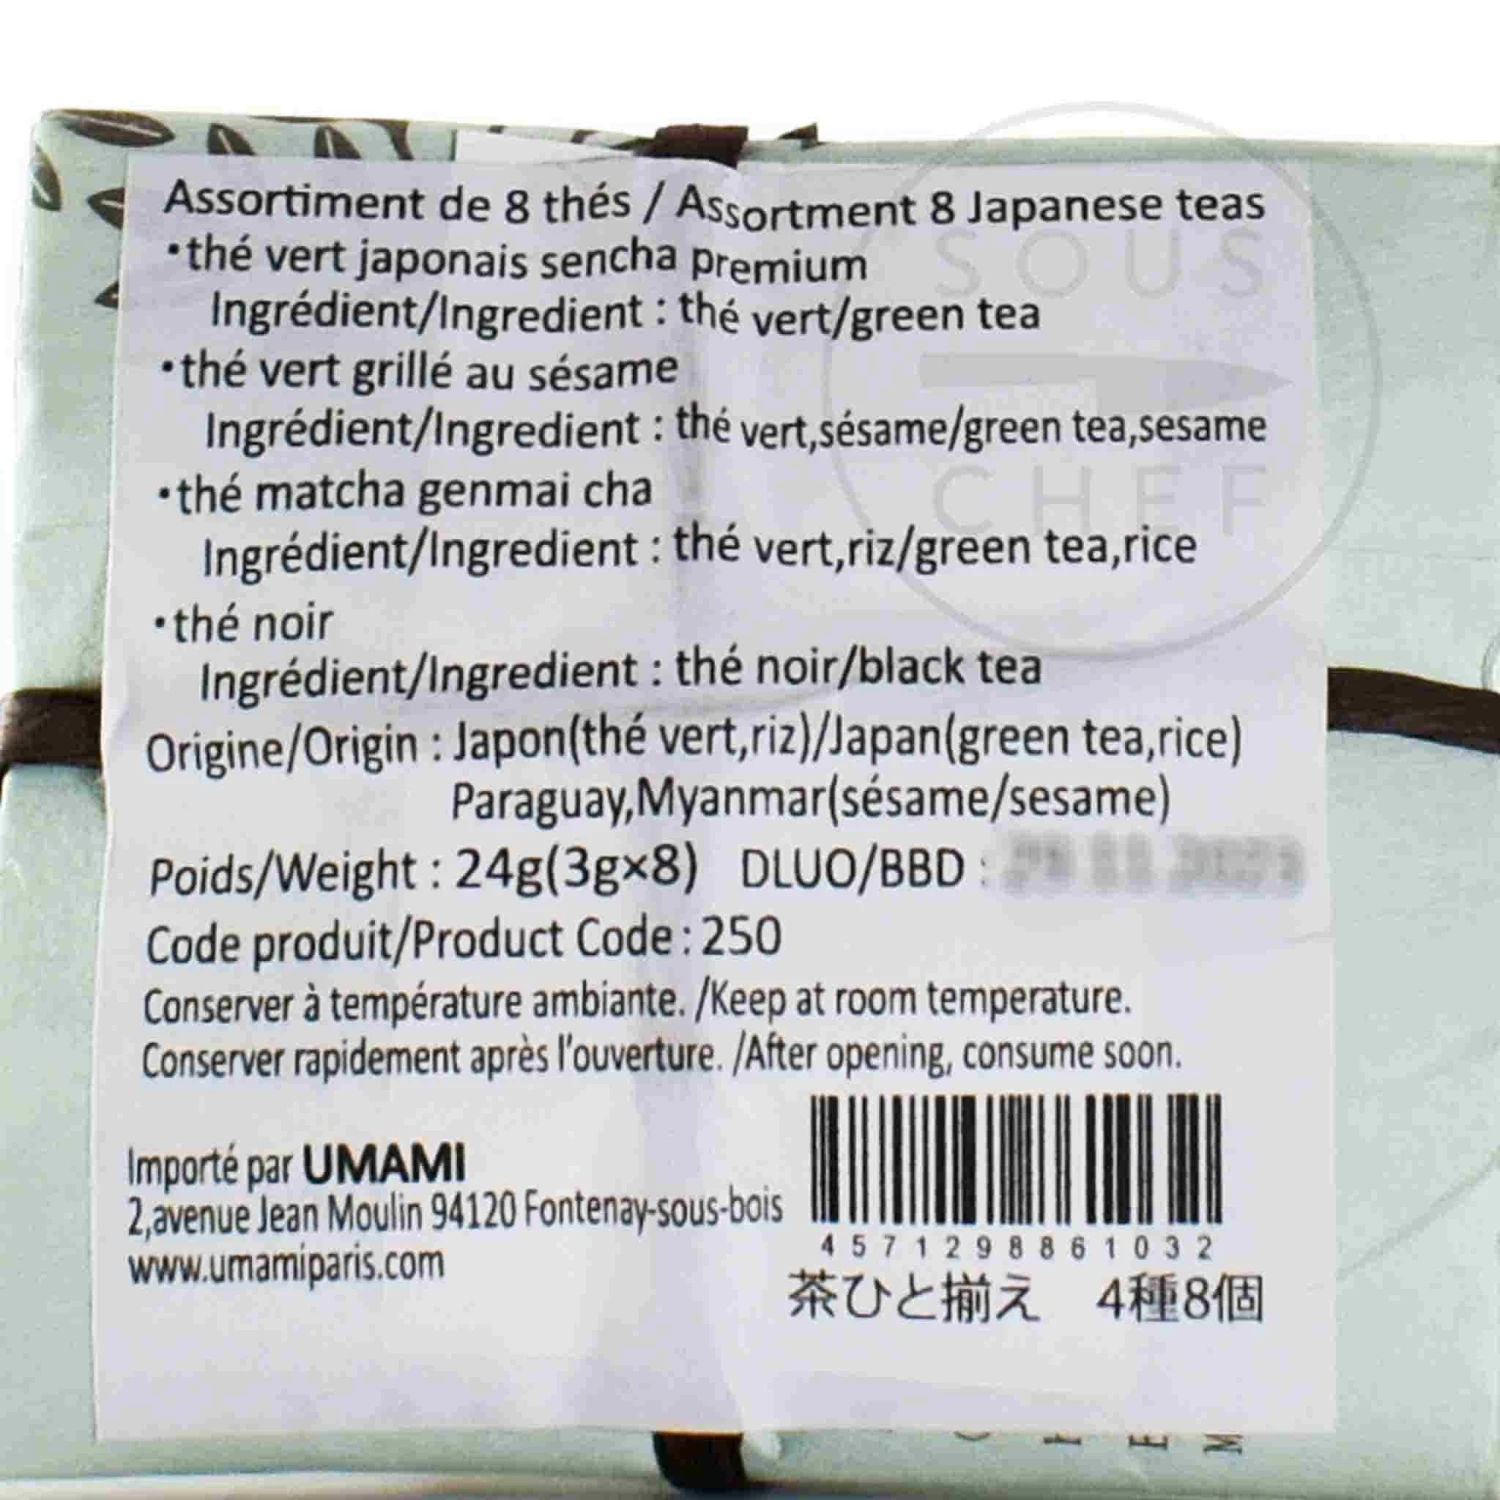 Assortiment de 8 thés / Assortment 8 Japanese teas
・thé vert japonais sencha premium
Ingrédient/Ingredient : thé vert/green tea
・thé vert grillé au sésame
Ingrédient/Ingredient : thé vert,sésame/green tea,sesame
・thé matcha genmai cha
Ingrédient/Ingredient : thé vert,riz/green tea,rice
・thé noir
Ingrédient/Ingredient : thé noir/black tea
Origine/Origin : Japon(thé vert,riz)/Japan(green tea,rice)
Paraguay,Myanmar(sésame/sesame)
Poids/Weight : 24g(3g×8) DLUO/BBD :
Code produit/Product Code : 250
Conserver à température ambiante. /Keep at room temperature.
Conserver rapidement après l'ouverture. /After opening, consume soon.
Importé par UMAMI
2,avenue Jean Moulin 94120 Fontenay-sous-bois
www.umamiparis.com
4571298861032
茶ひと揃え 4種8個
SOUS
CHEF